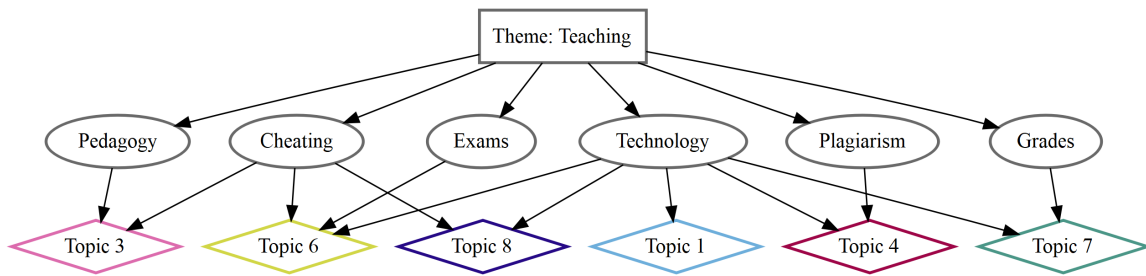 Theme: Teaching
Pedagogy
Cheating
Exams
Technology
Plagiarism
Grades
Topic 3
Topic 6
Topic 8
Topic 1
Topic 4
Topic 7